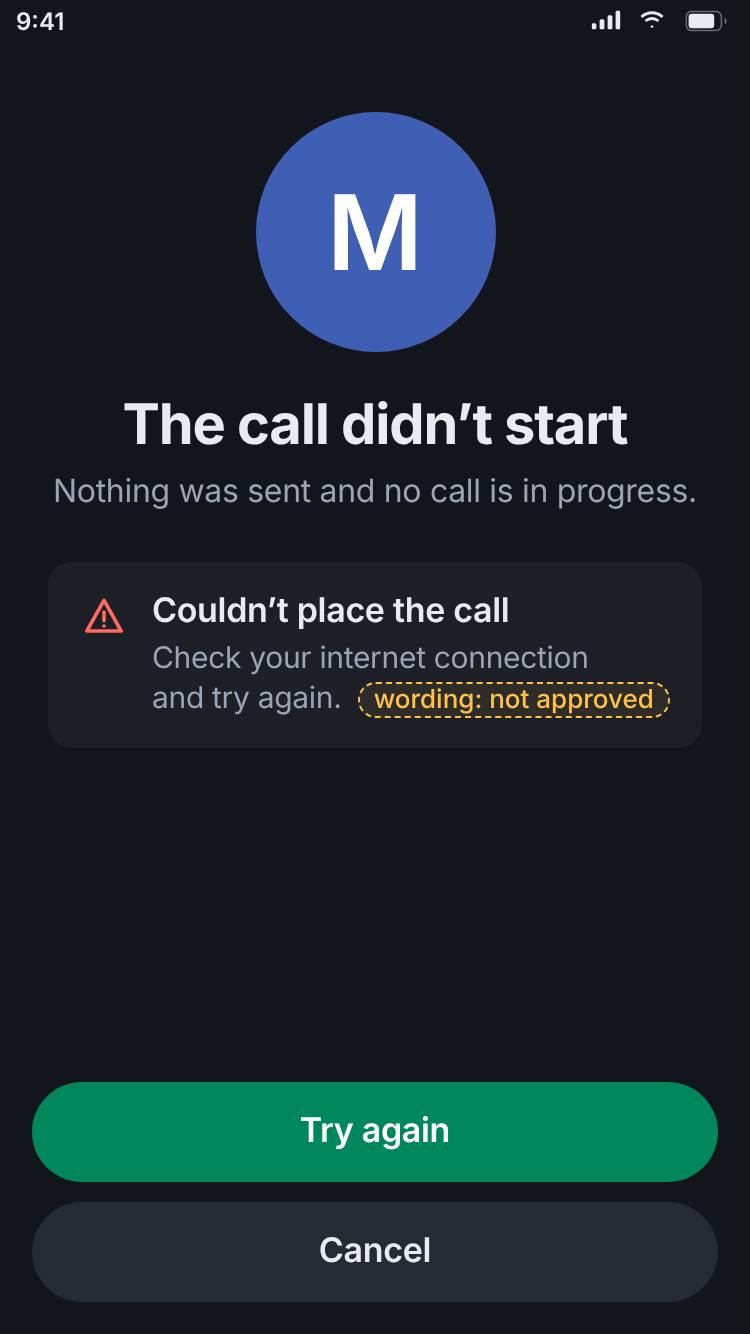 9:41
M
The call didn’t start
Nothing was sent and no call is in progress.
Couldn’t place the call
Check your internet connection
and try again. wording: not approved
Try again
Cancel